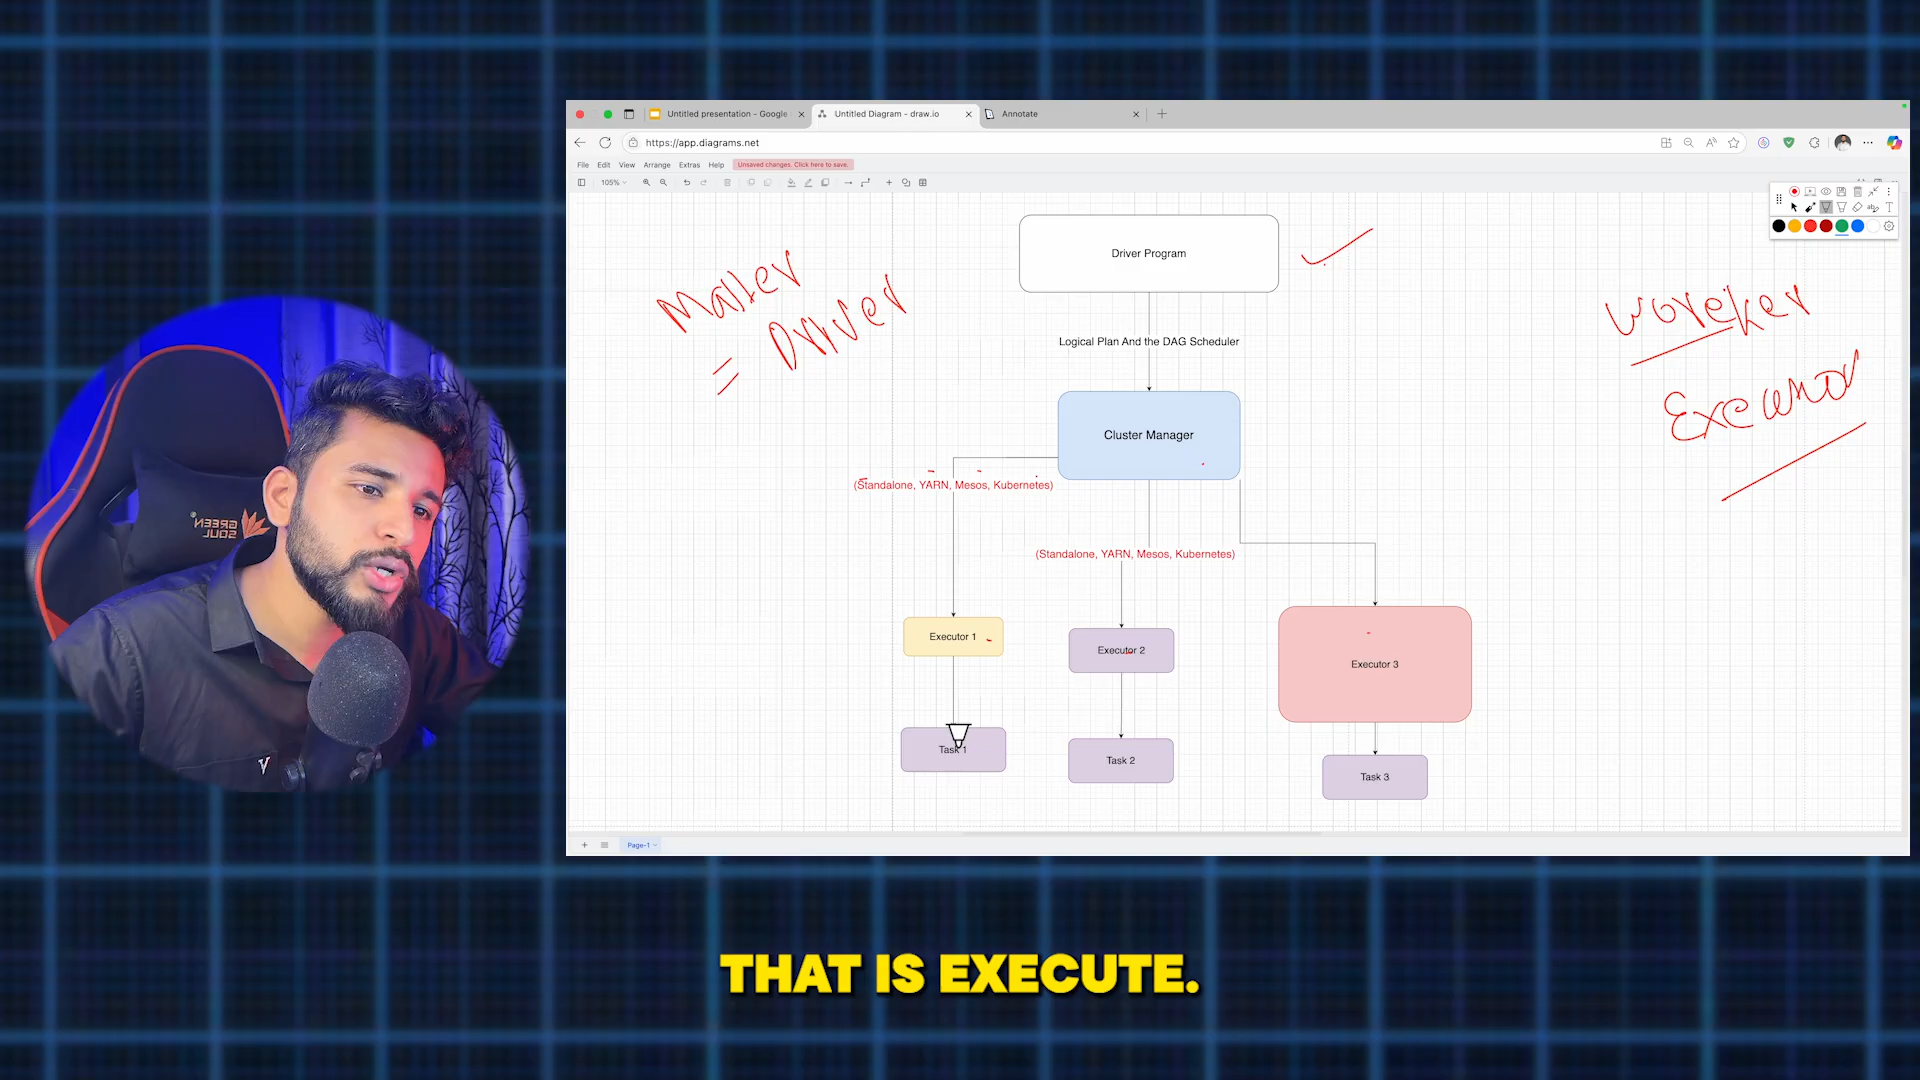 Untitled presentation - Google
Untitled Diagram - draw.io
Annotate
https://app.diagrams.net
File Edit View Arrange Extras Help Unsaved changes. Click here to save.
105%
Driver Program
Master
= Driver
Worker
Executor
Logical Plan And the DAG Scheduler
Cluster Manager
(Standalone, YARN, Mesos, Kubernetes)
(Standalone, YARN, Mesos, Kubernetes)
GREEN
SOUL
Executor 1
Executor 2
Executor 3
Task 1
Task 2
Task 3
Page-1
THAT IS EXECUTE.